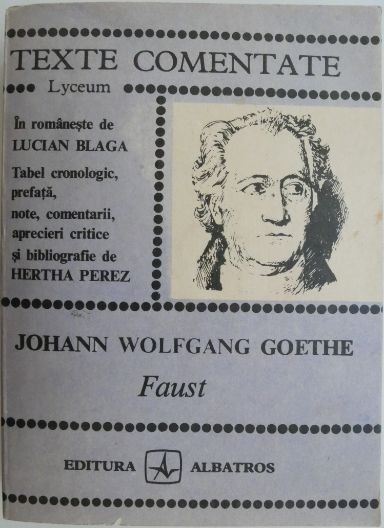 TEXTE COMENTATE
Lyceum
În românește de
LUCIAN BLAGA
Tabel cronologic,
prefață,
note, comentarii,
aprecieri critice
și bibliografie de
HERTHA PEREZ
JOHANN WOLFGANG GOETHE
Faust
EDITURA ALBATROS